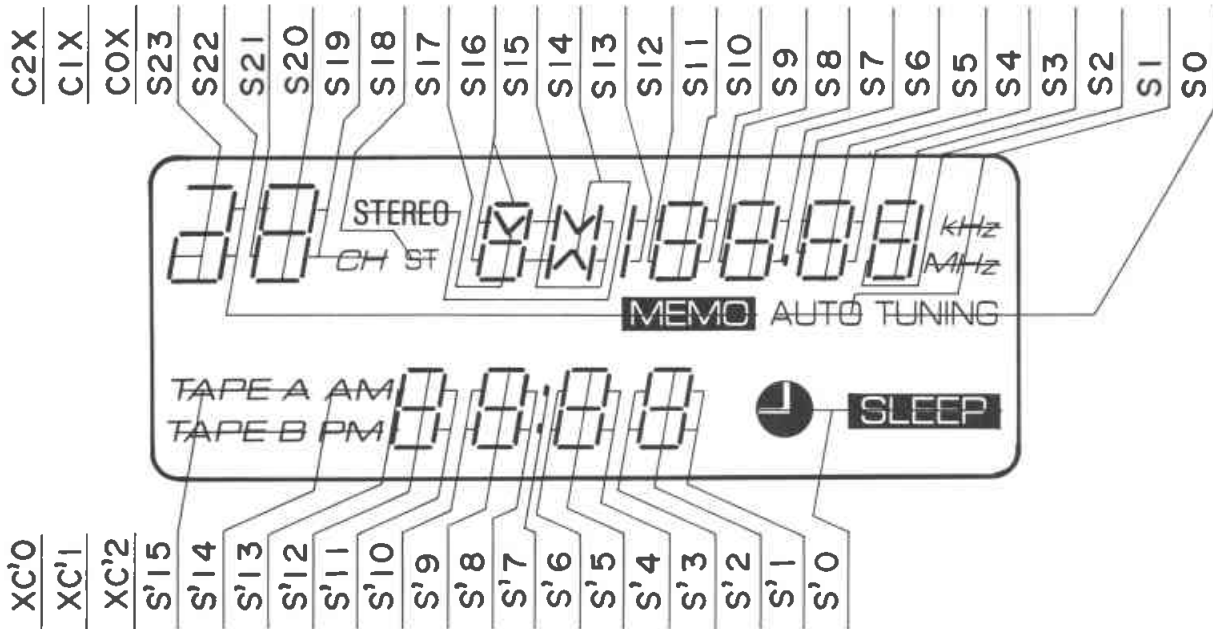 C2X
C1X
C0X
S23
S22
S21
S20
S19
S18
S17
S16
S15
S14
S13
S12
S11
S10
S9
S8
S7
S6
S5
S4
S3
S2
S1
S0
STEREO
kHz
CH ST
MHz
MEMO AUTO TUNING
TAPE A AM
TAPE B PM
SLEEP
XC'0
XC'1
XC'2
S'15
S'14
S'13
S'12
S'11
S'10
S'9
S'8
S'7
S'6
S'5
S'4
S'3
S'2
S'1
S'0